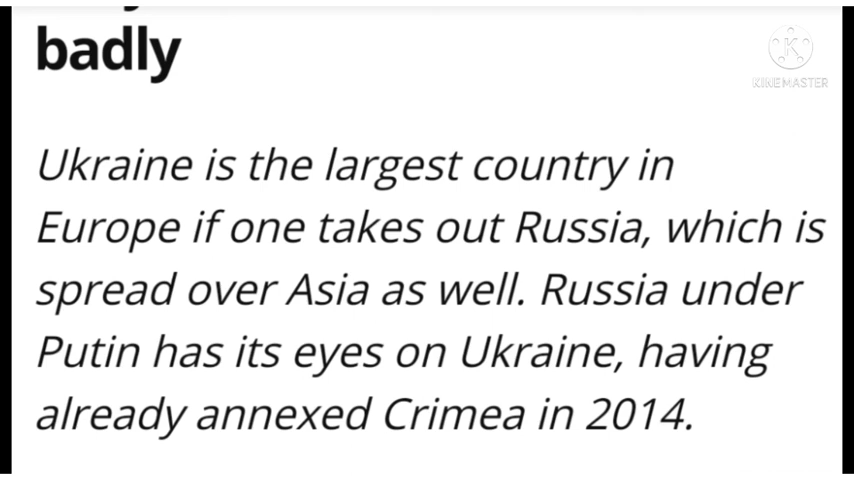 badly
KINEMASTER
Ukraine is the largest country in
Europe if one takes out Russia, which is
spread over Asia as well. Russia under
Putin has its eyes on Ukraine, having
already annexed Crimea in 2014.